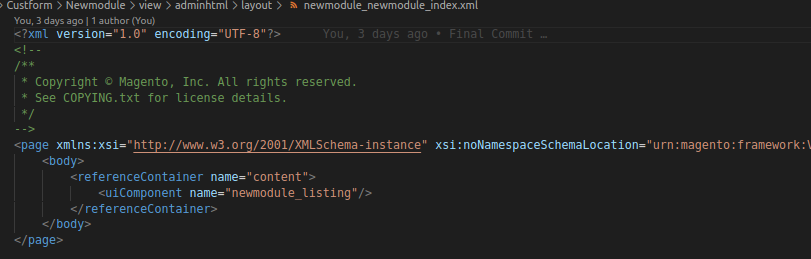 Custform > Newmodule > view > adminhtml > layout > newmodule_newmodule_index.xml
You, 3 days ago | 1 author (You)
<?xml version="1.0" encoding="UTF-8"?> You, 3 days ago • Final Commit …
<!--
/**
* Copyright © Magento, Inc. All rights reserved.
* See COPYING.txt for license details.
*/
-->
<page xmlns:xsi="http://www.w3.org/2001/XMLSchema-instance" xsi:noNamespaceSchemaLocation="urn:magento:framework:V
<body>
<referenceContainer name="content">
<uiComponent name="newmodule_listing"/>
</referenceContainer>
</body>
</page>